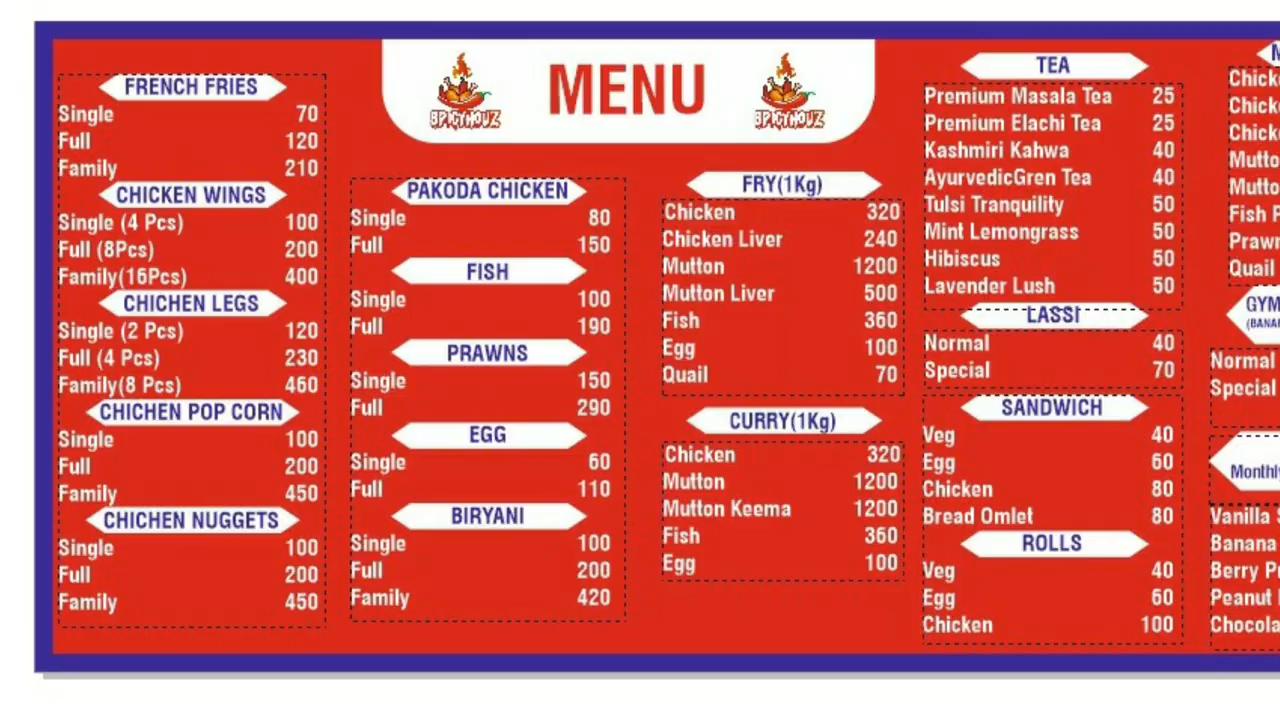 MENU
SPICYHOUZ
SPICYHOUZ
FRENCH FRIES
Single 70
Full 120
Family 210
CHICKEN WINGS
Single (4 Pcs) 100
Full (8Pcs) 200
Family(16Pcs) 400
CHICHEN LEGS
Single (2 Pcs) 120
Full (4 Pcs) 230
Family(8 Pcs) 460
CHICHEN POP CORN
Single 100
Full 200
Family 450
CHICHEN NUGGETS
Single 100
Full 200
Family 450
PAKODA CHICKEN
Single 80
Full 150
FISH
Single 100
Full 190
PRAWNS
Single 150
Full 290
EGG
Single 60
Full 110
BIRYANI
Single 100
Full 200
Family 420
FRY(1Kg)
Chicken 320
Chicken Liver 240
Mutton 1200
Mutton Liver 500
Fish 360
Egg 100
Quail 70
CURRY(1Kg)
Chicken 320
Mutton 1200
Mutton Keema 1200
Fish 360
Egg 100
TEA
Premium Masala Tea 25
Premium Elachi Tea 25
Kashmiri Kahwa 40
AyurvedicGren Tea 40
Tulsi Tranquility 50
Mint Lemongrass 50
Hibiscus 50
Lavender Lush 50
LASSI
Normal 40
Special 70
SANDWICH
Veg 40
Egg 60
Chicken 80
Bread Omlet 80
ROLLS
Veg 40
Egg 60
Chicken 100
Quail
GYM
Normal
Special
Monthly
Vanilla
Banana
Berry
Peanut